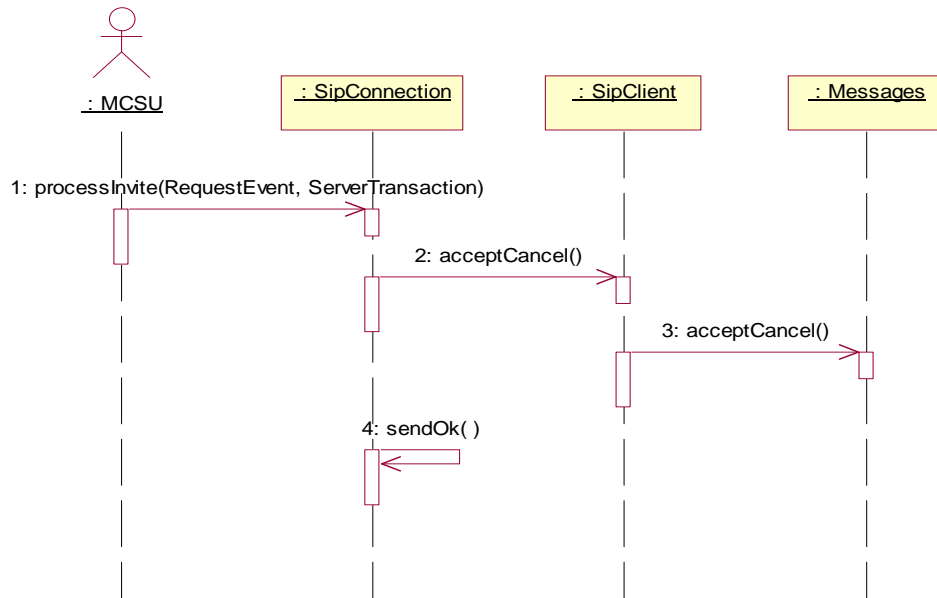 : MCSU
: SipConnection
: SipClient
: Messages
1: processInvite(RequestEvent, ServerTransaction)
2: acceptCancel()
3: acceptCancel()
4: sendOk( )